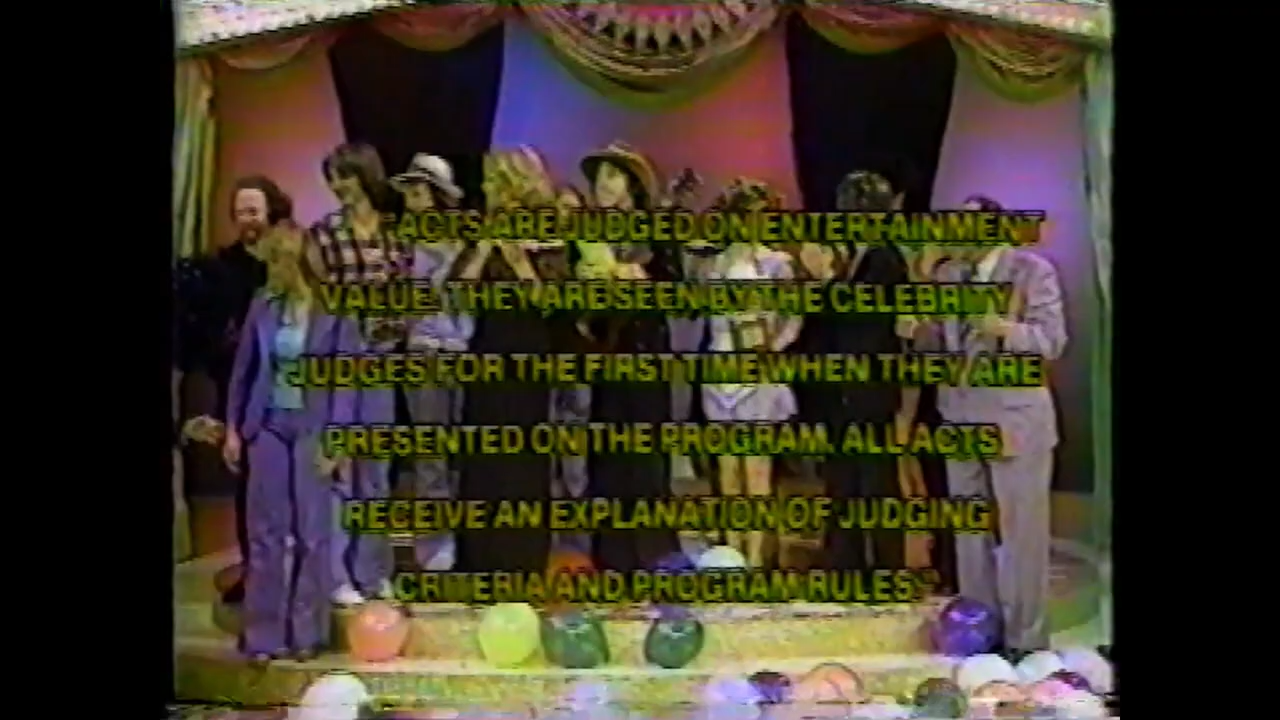 "ACTS ARE JUDGED ON ENTERTAINMENT
VALUE. THEY ARE SEEN BY THE CELEBRITY
JUDGES FOR THE FIRST TIME WHEN THEY ARE
PRESENTED ON THE PROGRAM. ALL ACTS
RECEIVE AN EXPLANATION OF JUDGING
CRITERIA AND PROGRAM RULES."